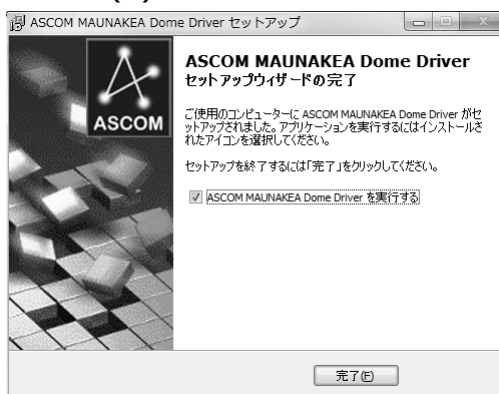 ASCOM MAUNAKEA Dome Driver セットアップ
ASCOM
ASCOM MAUNAKEA Dome Driver
セットアップウィザードの完了
ご使用のコンピューターに ASCOM MAUNAKEA Dome Driver がセ
ットアップされました。アプリケーションを実行するにはインストールさ
れたアイコンを選択してください。
セットアップを終了するには「完了」をクリックしてください。
ASCOM MAUNAKEA Dome Driver を実行する
完了(F)